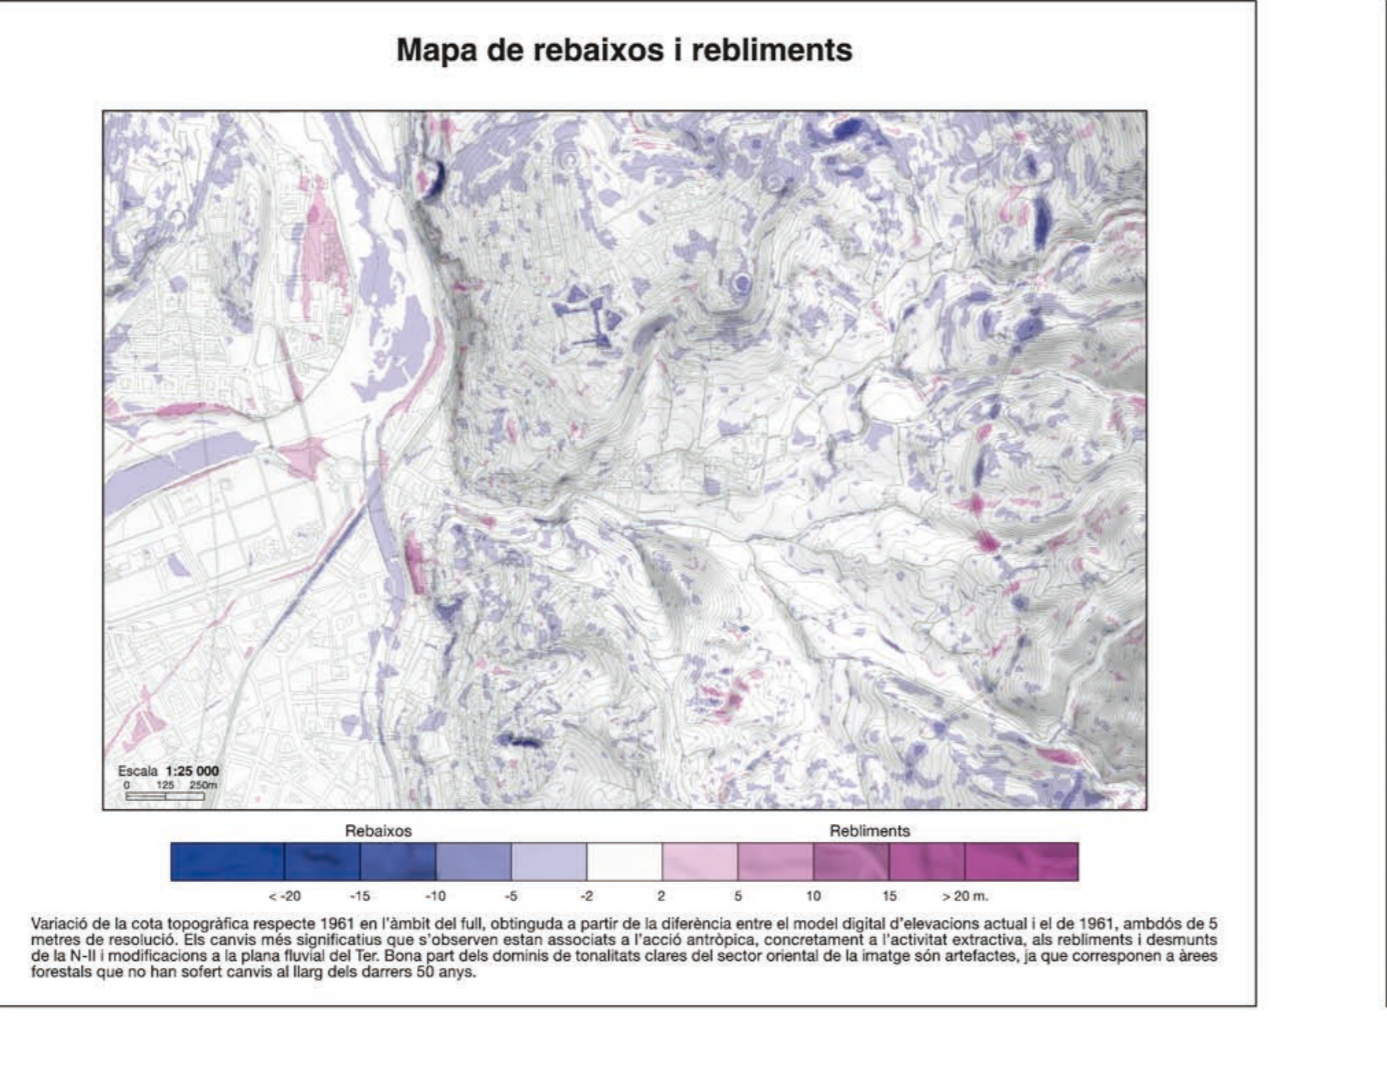 Mapa de rebaixos i rebliments
Escala 1:25 000
0 125 250m
Rebaixos Rebliments
< -20 -15 -10 -5 -2 2 5 10 15 > 20 m.
Variació de la cota topogràfica respecte 1961 en l'àmbit del full, obtinguda a partir de la diferència entre el model digital d'elevacions actual i el de 1961, ambdós de 5
metres de resolució. Els canvis més significatius que s'observen estan associats a l'acció antròpica, concretament a l'activitat extractiva, als rebliments i desmunts
de la N-II i modificacions a la plana fluvial del Ter. Bona part dels dominis de tonalitats clares del sector oriental de la imatge són artefactes, ja que corresponen a àrees
forestals que no han sofert canvis al llarg dels darrers 50 anys.